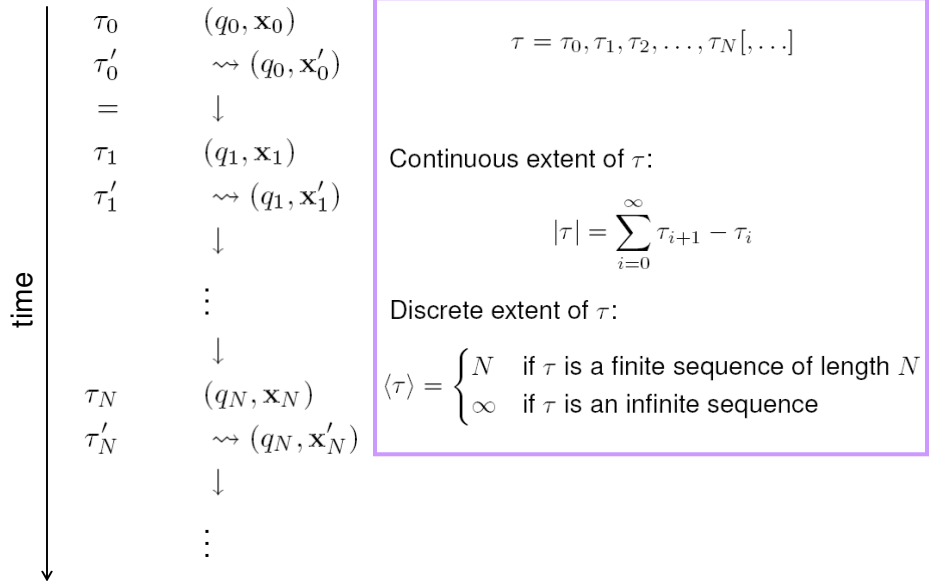 time
τ₀ (q₀, x₀)
τ′₀ ⇝ (q₀, x′₀)
= ↓
τ₁ (q₁, x₁)
τ′₁ ⇝ (q₁, x′₁)
↓
⋮
↓
τ_N (q_N, x_N)
τ′_N ⇝ (q_N, x′_N)
↓
⋮
τ = τ₀, τ₁, τ₂, …, τ_N[, …]
Continuous extent of τ:
|τ| = ∑_{i=0}^{∞} τ_{i+1} − τ_i
Discrete extent of τ:
⟨τ⟩ = { N if τ is a finite sequence of length N
∞ if τ is an infinite sequence